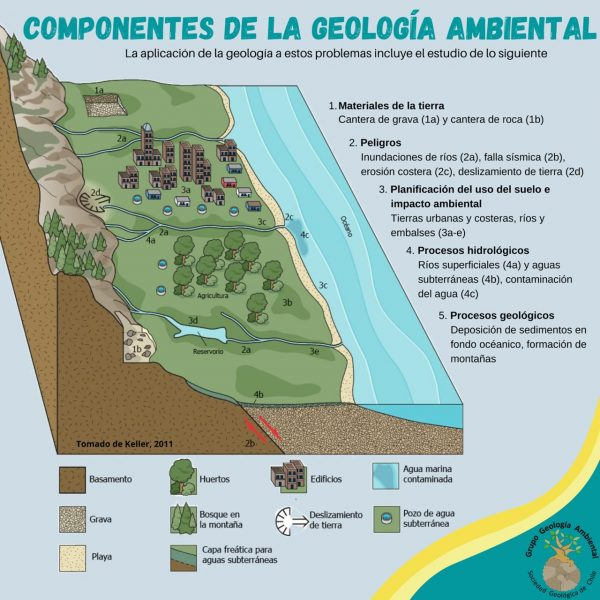 COMPONENTES DE LA GEOLOGÍA AMBIENTAL
La aplicación de la geología a estos problemas incluye el estudio de lo siguiente
1. Materiales de la tierra
Cantera de grava (1a) y cantera de roca (1b)
2. Peligros
Inundaciones de ríos (2a), falla sísmica (2b),
erosión costera (2c), deslizamiento de tierra (2d)
3. Planificación del uso del suelo e
impacto ambiental
Tierras urbanas y costeras, ríos y
embalses (3a-e)
4. Procesos hidrológicos
Ríos superficiales (4a) y aguas
subterráneas (4b), contaminación
del agua (4c)
5. Procesos geológicos
Deposición de sedimentos en
fondo océanico, formación de
montañas
1a
2a
2d
3a
3c
2c
2a
4a
2c
4c
Océano
3c
Agricultura
3b
3d
Reservorio
2a
3e
1b
4b
2b
Tomado de Keller, 2011
Basamento
Huertos
Edificios
Agua marina
contaminada
Grava
Bosque en
la montaña
Deslizamiento
de tierra
Pozo de agua
subterránea
Playa
Capa freática para
aguas subterráneas
Grupo Geología Ambiental
Sociedad Geológica de Chile